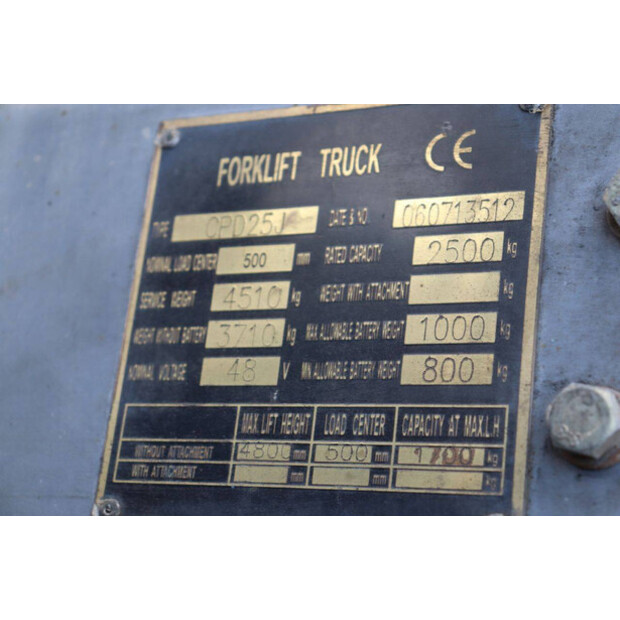 FORKLIFT TRUCK CE
TYPE CPD25J DATE & NO. 060713512
NOMINAL LOAD CENTER 500 mm RATED CAPACITY 2500 kg
SERVICE WEIGHT 4510 kg WEIGHT WITH ATTACHMENT kg
WEIGHT WITHOUT BATTERY 3710 kg MAX. ALLOWABLE BATTERY WEIGHT 1000 kg
NOMINAL VOLTAGE 48 V MIN. ALLOWABLE BATTERY WEIGHT 800 kg
MAX. LIFT HEIGHT LOAD CENTER CAPACITY AT MAX.L.H
WITHOUT ATTACHMENT 4800 mm 500 mm 1700 kg
WITH ATTACHMENT mm mm kg